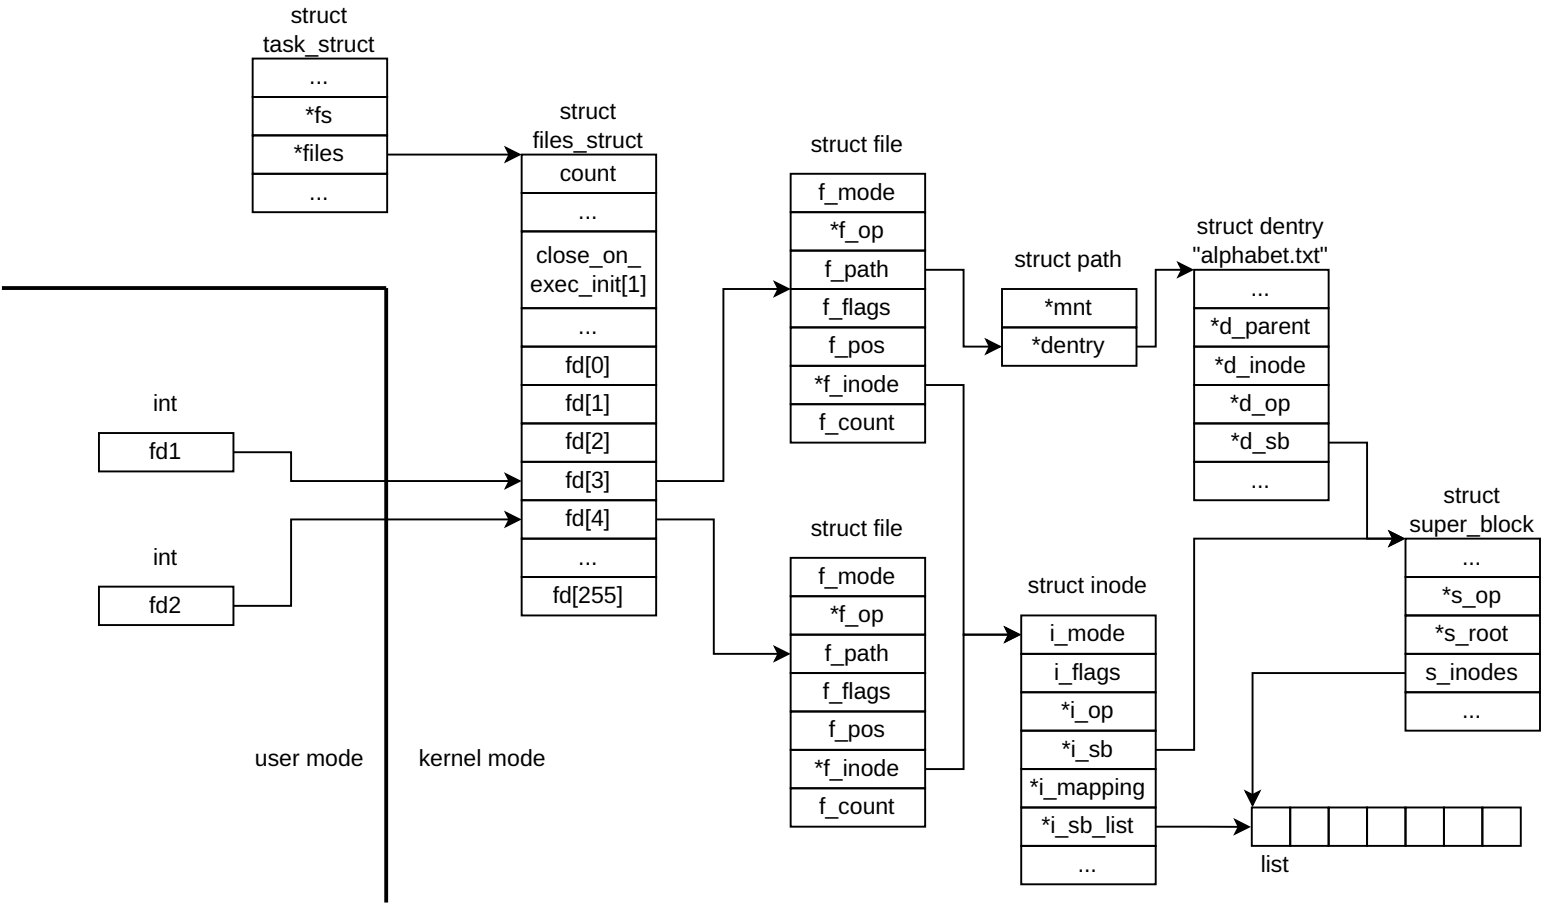 struct
task_struct
...
*fs
*files
...
struct
files_struct
count
...
close_on_
exec_init[1]
...
fd[0]
fd[1]
fd[2]
fd[3]
fd[4]
...
fd[255]
int
fd1
int
fd2
user mode
kernel mode
struct file
f_mode
*f_op
f_path
f_flags
f_pos
*f_inode
f_count
struct file
f_mode
*f_op
f_path
f_flags
f_pos
*f_inode
f_count
struct path
*mnt
*dentry
struct dentry
"alphabet.txt"
...
*d_parent
*d_inode
*d_op
*d_sb
...
struct inode
i_mode
i_flags
*i_op
*i_sb
*i_mapping
*i_sb_list
...
struct
super_block
...
*s_op
*s_root
s_inodes
...
list